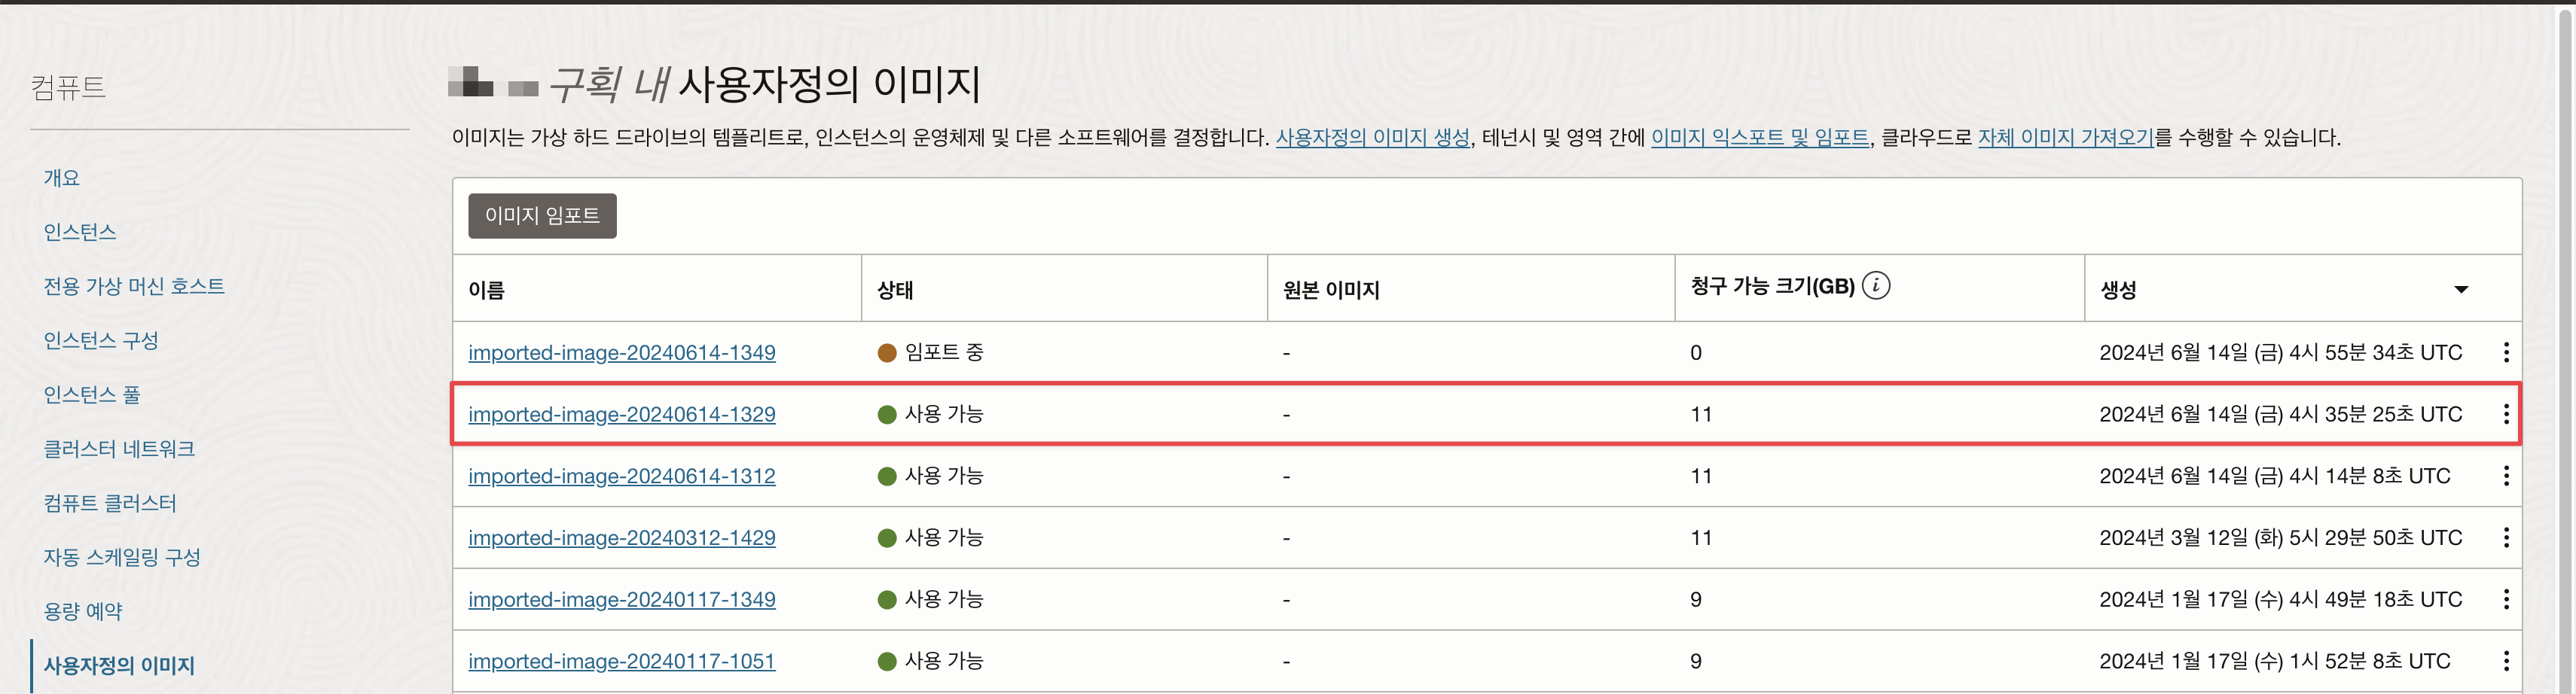 컴퓨트
개요
인스턴스
전용 가상 머신 호스트
인스턴스 구성
인스턴스 풀
클러스터 네트워크
컴퓨트 클러스터
자동 스케일링 구성
용량 예약
사용자정의 이미지
구획 내 사용자정의 이미지
이미지는 가상 하드 드라이브의 템플리트로, 인스턴스의 운영체제 및 다른 소프트웨어를 결정합니다. 사용자정의 이미지 생성, 테넌시 및 영역 간에 이미지 익스포트 및 임포트, 클라우드로 자체 이미지 가져오기를 수행할 수 있습니다.
이미지 임포트
이름 상태 원본 이미지 청구 가능 크기(GB) i 생성
imported-image-20240614-1349 임포트 중 - 0 2024년 6월 14일 (금) 4시 55분 34초 UTC
imported-image-20240614-1329 사용 가능 - 11 2024년 6월 14일 (금) 4시 35분 25초 UTC
imported-image-20240614-1312 사용 가능 - 11 2024년 6월 14일 (금) 4시 14분 8초 UTC
imported-image-20240312-1429 사용 가능 - 11 2024년 3월 12일 (화) 5시 29분 50초 UTC
imported-image-20240117-1349 사용 가능 - 9 2024년 1월 17일 (수) 4시 49분 18초 UTC
imported-image-20240117-1051 사용 가능 - 9 2024년 1월 17일 (수) 1시 52분 8초 UTC